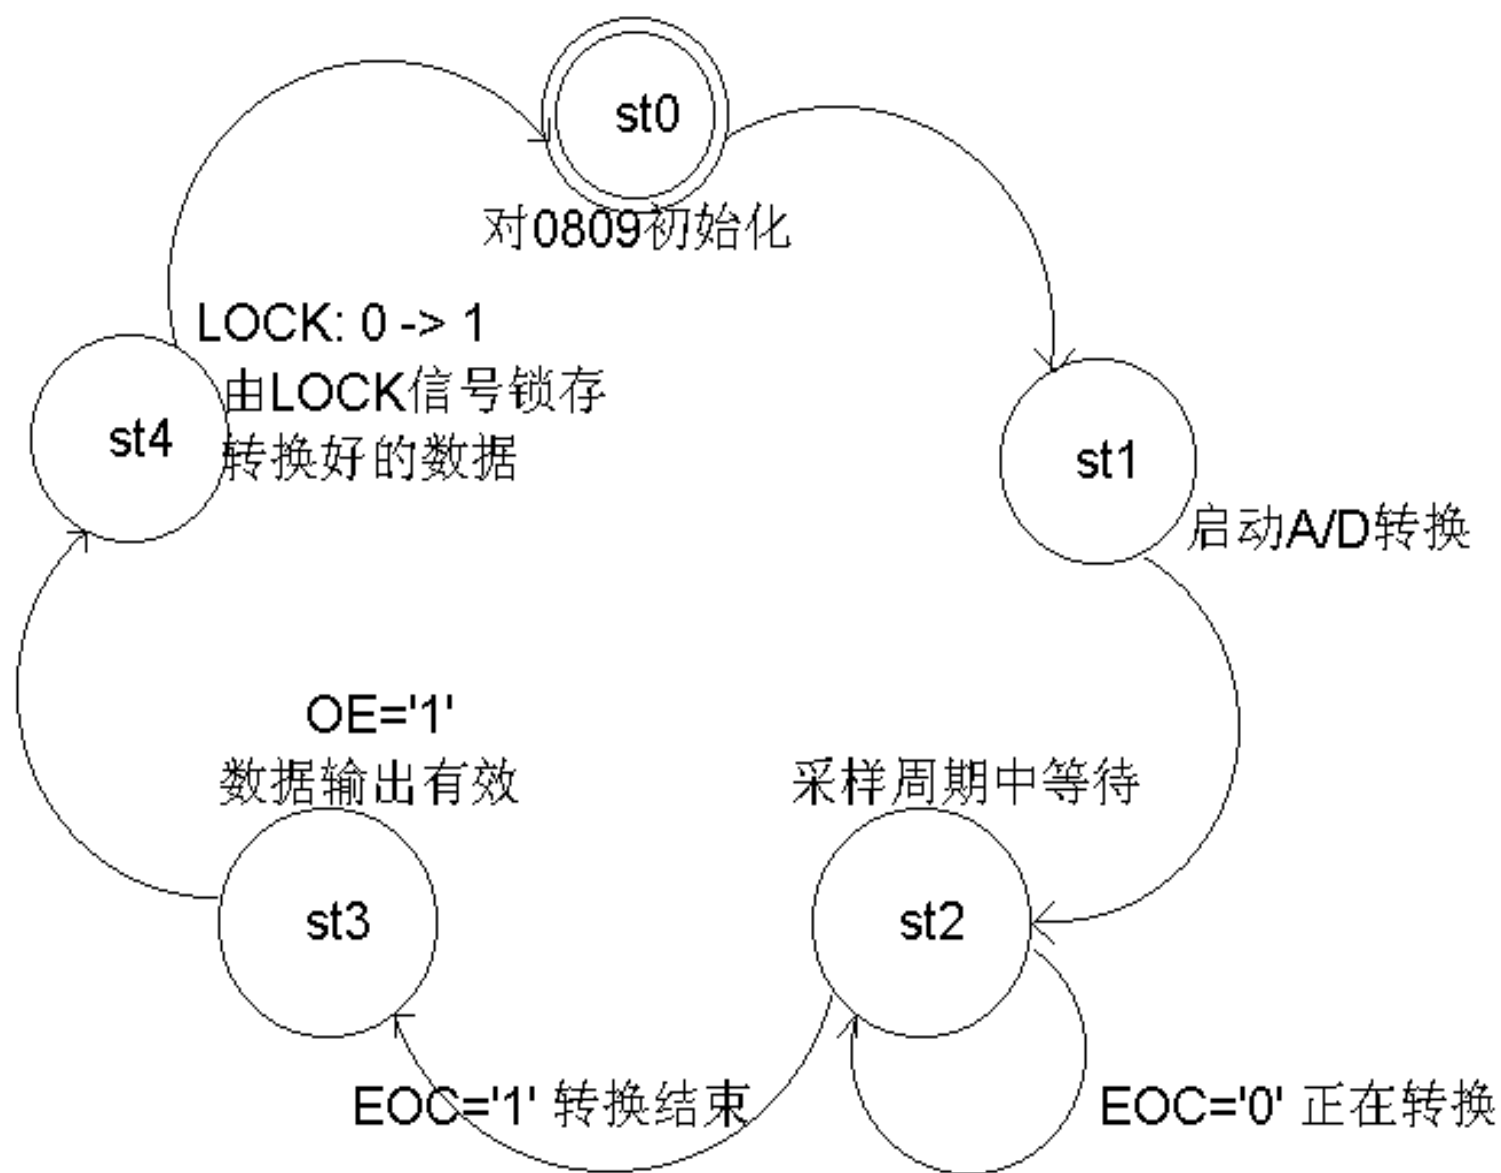 st0
对0809初始化
LOCK: 0 -> 1
由LOCK信号锁存
转换好的数据
st4
st1
启动A/D转换
OE='1'
数据输出有效
采样周期中等待
st3
st2
EOC='1' 转换结束
EOC='0' 正在转换